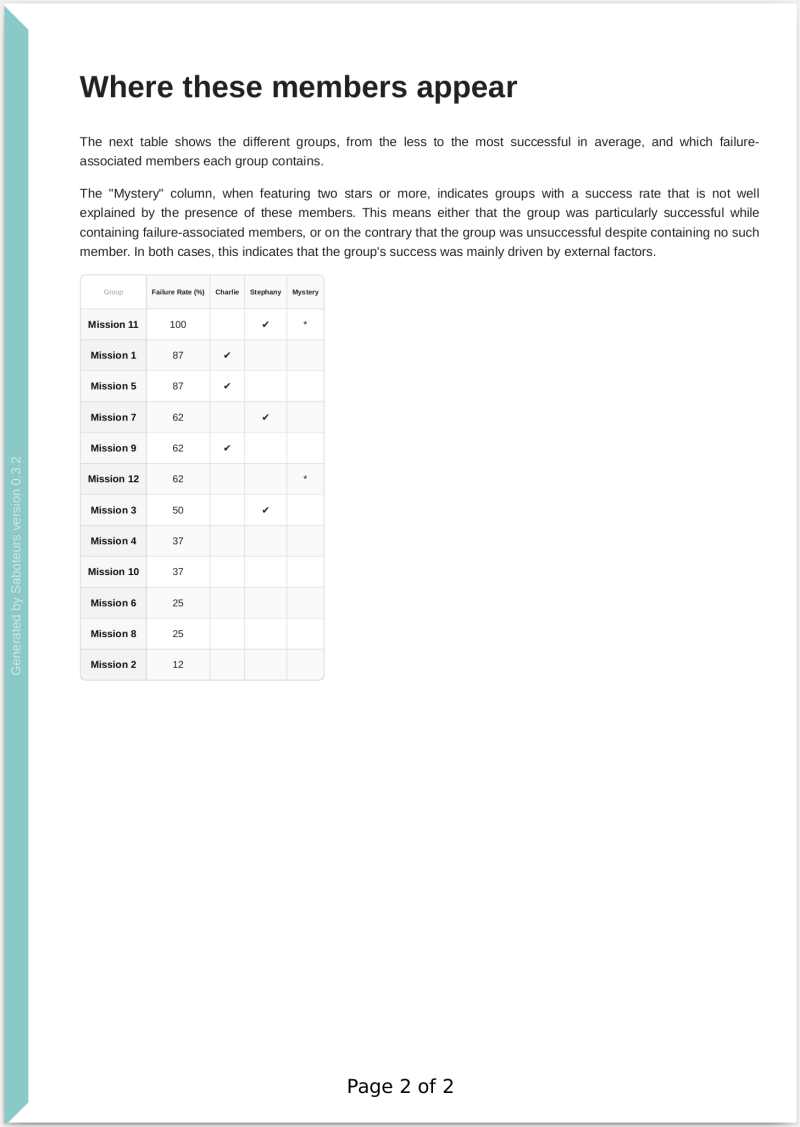 Where these members appear
The next table shows the different groups, from the less to the most successful in average, and which failure-
associated members each group contains.
The "Mystery" column, when featuring two stars or more, indicates groups with a success rate that is not well
explained by the presence of these members. This means either that the group was particularly successful while
containing failure-associated members, or on the contrary that the group was unsuccessful despite containing no such
member. In both cases, this indicates that the group's success was mainly driven by external factors.
Group Failure Rate (%) Charlie Stephany Mystery
Mission 11 100 ✔ *
Mission 1 87 ✔
Mission 5 87 ✔
Mission 7 62 ✔
Mission 9 62 ✔
Mission 12 62 *
Mission 3 50 ✔
Mission 4 37
Mission 10 37
Mission 6 25
Mission 8 25
Mission 2 12
Generated by Saboteurs version 0.3.2
Page 2 of 2